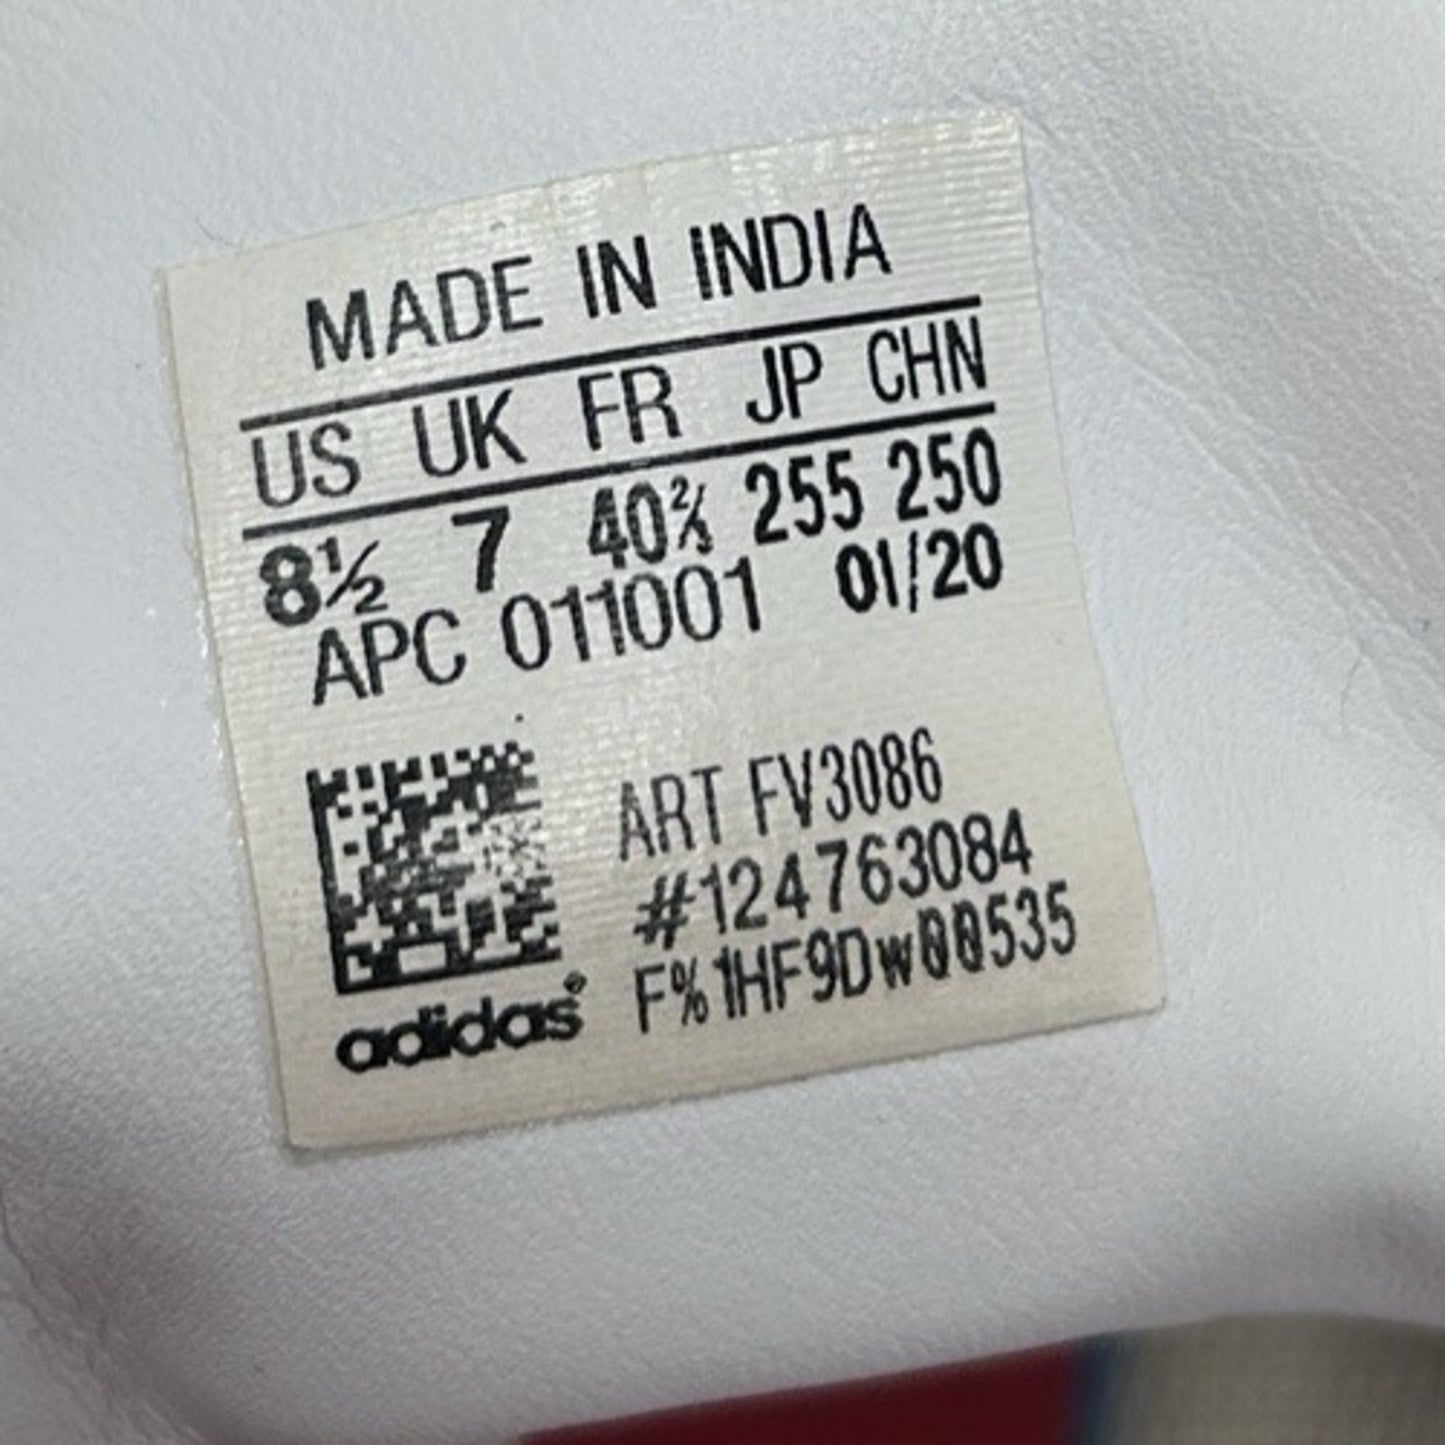 MADE IN INDIA
US UK FR JP CHN
8½ 7 40⅔ 255 250
APC 011001 01/20
ART FV3086
#124763084
F%1HF9Dw00535
adidas®